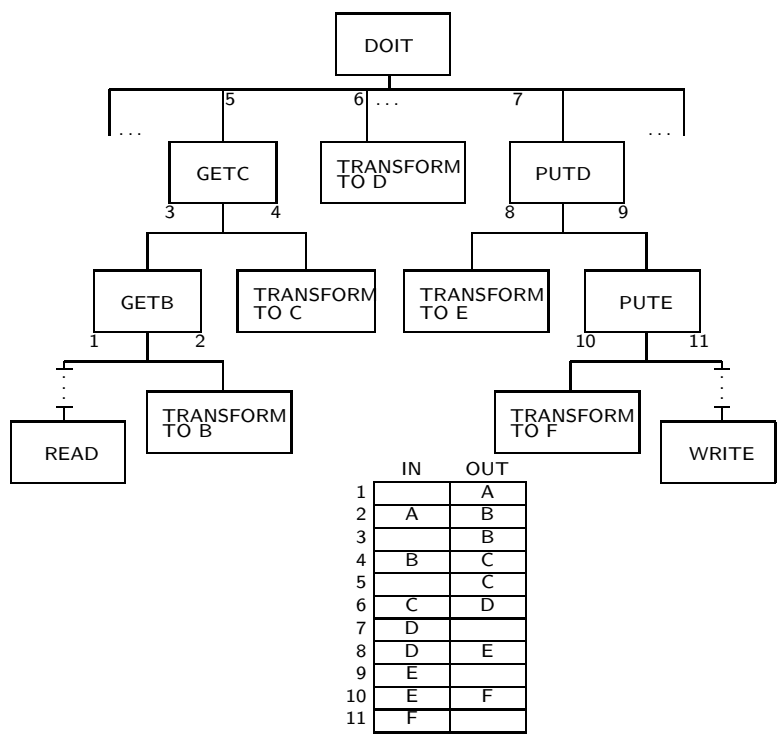 DOIT
5 6 ... 7
... ...
GETC TRANSFORM TO D PUTD
3 4 8 9
GETB TRANSFORM TO C TRANSFORM TO E PUTE
1 2 10 11
READ TRANSFORM TO B TRANSFORM TO F WRITE
IN OUT
1 A
2 A B
3 B
4 B C
5 C
6 C D
7 D
8 D E
9 E
10 E F
11 F